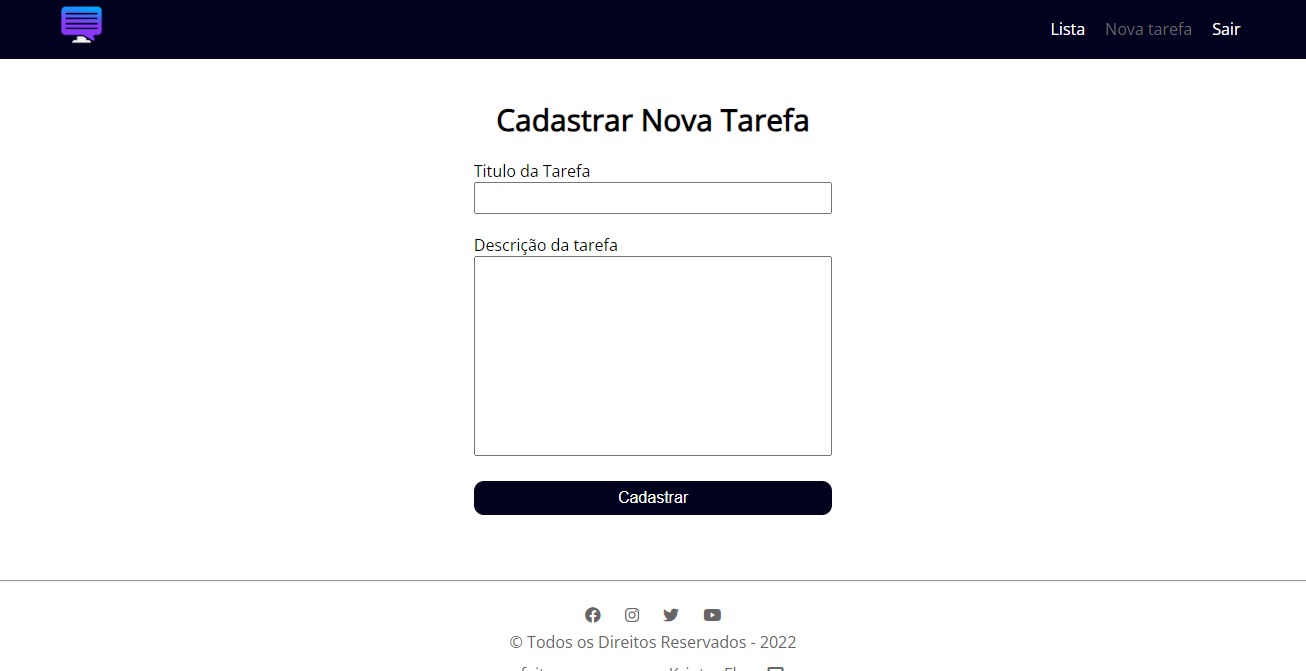 Lista Nova tarefa Sair
Cadastrar Nova Tarefa
Titulo da Tarefa
Descrição da tarefa
Cadastrar
© Todos os Direitos Reservados - 2022